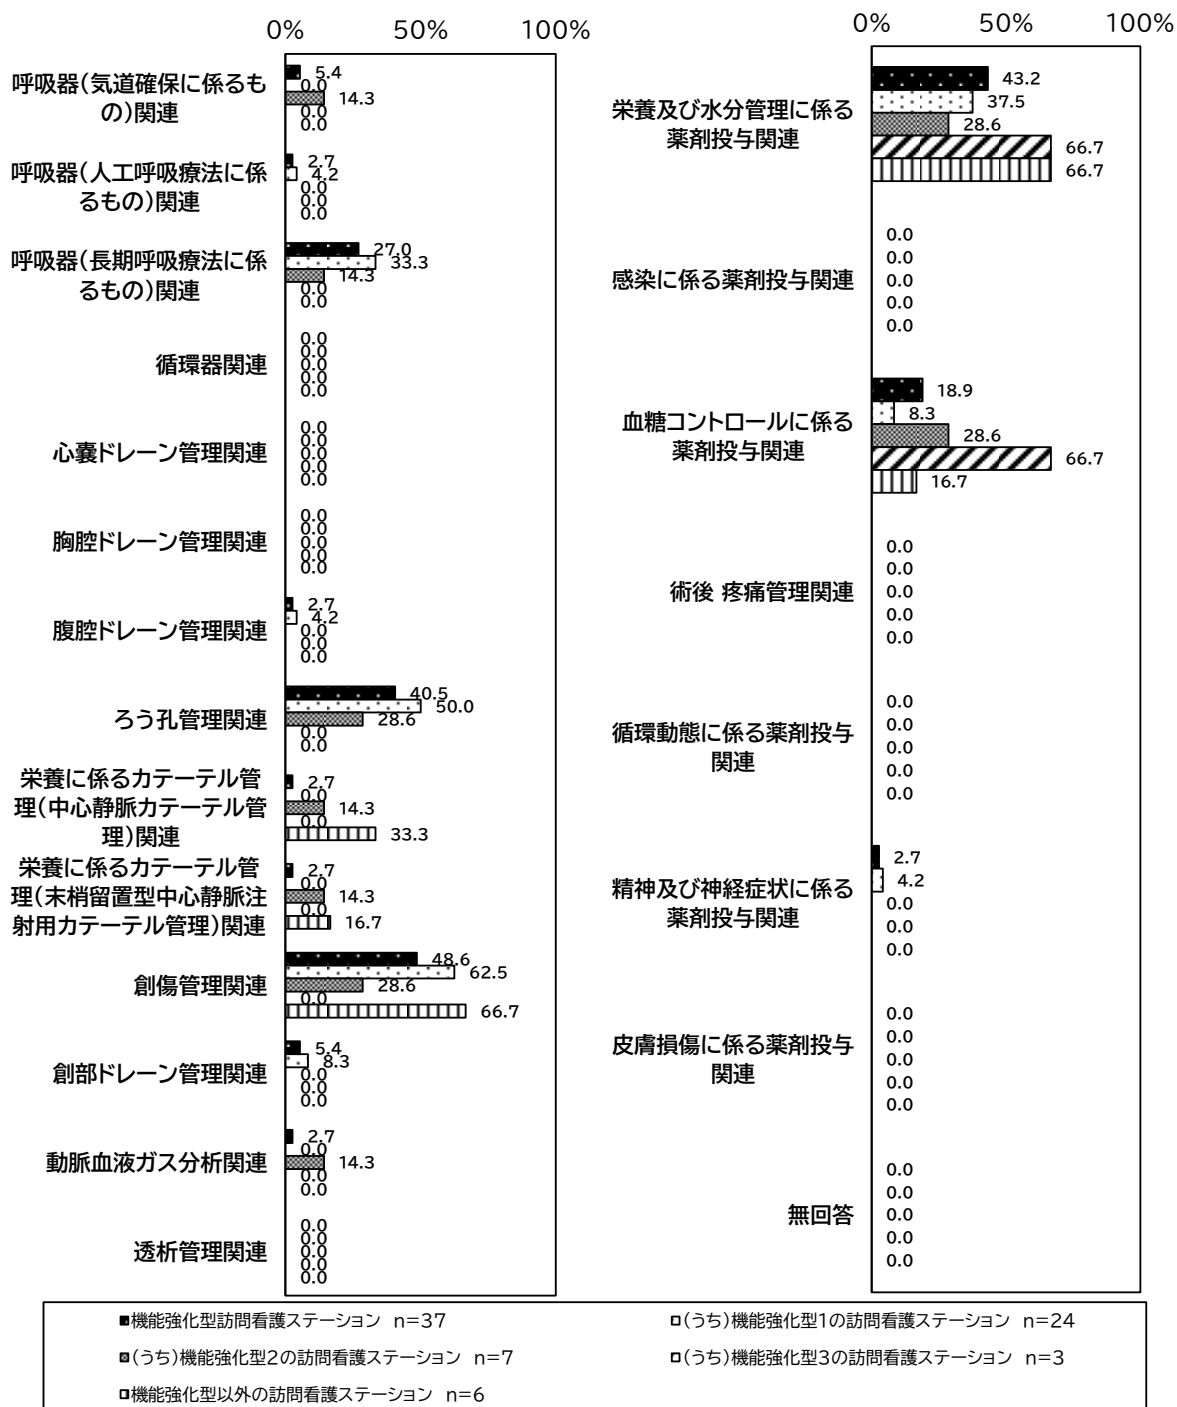 0% 50% 100%
呼吸器(気道確保に係るも
の)関連
5.4
0.0
14.3
0.0
0.0
呼吸器(人工呼吸療法に係
るもの)関連
2.7
4.2
0.0
0.0
0.0
呼吸器(長期呼吸療法に係
るもの)関連
27.0
33.3
14.3
0.0
0.0
循環器関連
0.0
0.0
0.0
0.0
0.0
心嚢ドレーン管理関連
0.0
0.0
0.0
0.0
0.0
胸腔ドレーン管理関連
0.0
0.0
0.0
0.0
0.0
腹腔ドレーン管理関連
2.7
4.2
0.0
0.0
0.0
ろう孔管理関連
40.5
50.0
28.6
0.0
0.0
栄養に係るカテーテル管
理(中心静脈カテーテル管
理)関連
2.7
0.0
14.3
0.0
33.3
栄養に係るカテーテル管
理(末梢留置型中心静脈注
射用カテーテル管理)関連
2.7
0.0
14.3
0.0
16.7
創傷管理関連
48.6
62.5
28.6
0.0
66.7
創部ドレーン管理関連
5.4
8.3
0.0
0.0
0.0
動脈血液ガス分析関連
2.7
0.0
14.3
0.0
0.0
透析管理関連
0.0
0.0
0.0
0.0
0.0
0% 50% 100%
栄養及び水分管理に係る
薬剤投与関連
43.2
37.5
28.6
66.7
66.7
感染に係る薬剤投与関連
0.0
0.0
0.0
0.0
0.0
血糖コントロールに係る
薬剤投与関連
18.9
8.3
28.6
66.7
16.7
術後 疼痛管理関連
0.0
0.0
0.0
0.0
0.0
循環動態に係る薬剤投与
関連
0.0
0.0
0.0
0.0
0.0
精神及び神経症状に係る
薬剤投与関連
2.7
4.2
0.0
0.0
0.0
皮膚損傷に係る薬剤投与
関連
0.0
0.0
0.0
0.0
0.0
無回答
0.0
0.0
0.0
0.0
0.0
機能強化型訪問看護ステーション n=37
(うち)機能強化型1の訪問看護ステーション n=24
(うち)機能強化型2の訪問看護ステーション n=7
(うち)機能強化型3の訪問看護ステーション n=3
機能強化型以外の訪問看護ステーション n=6